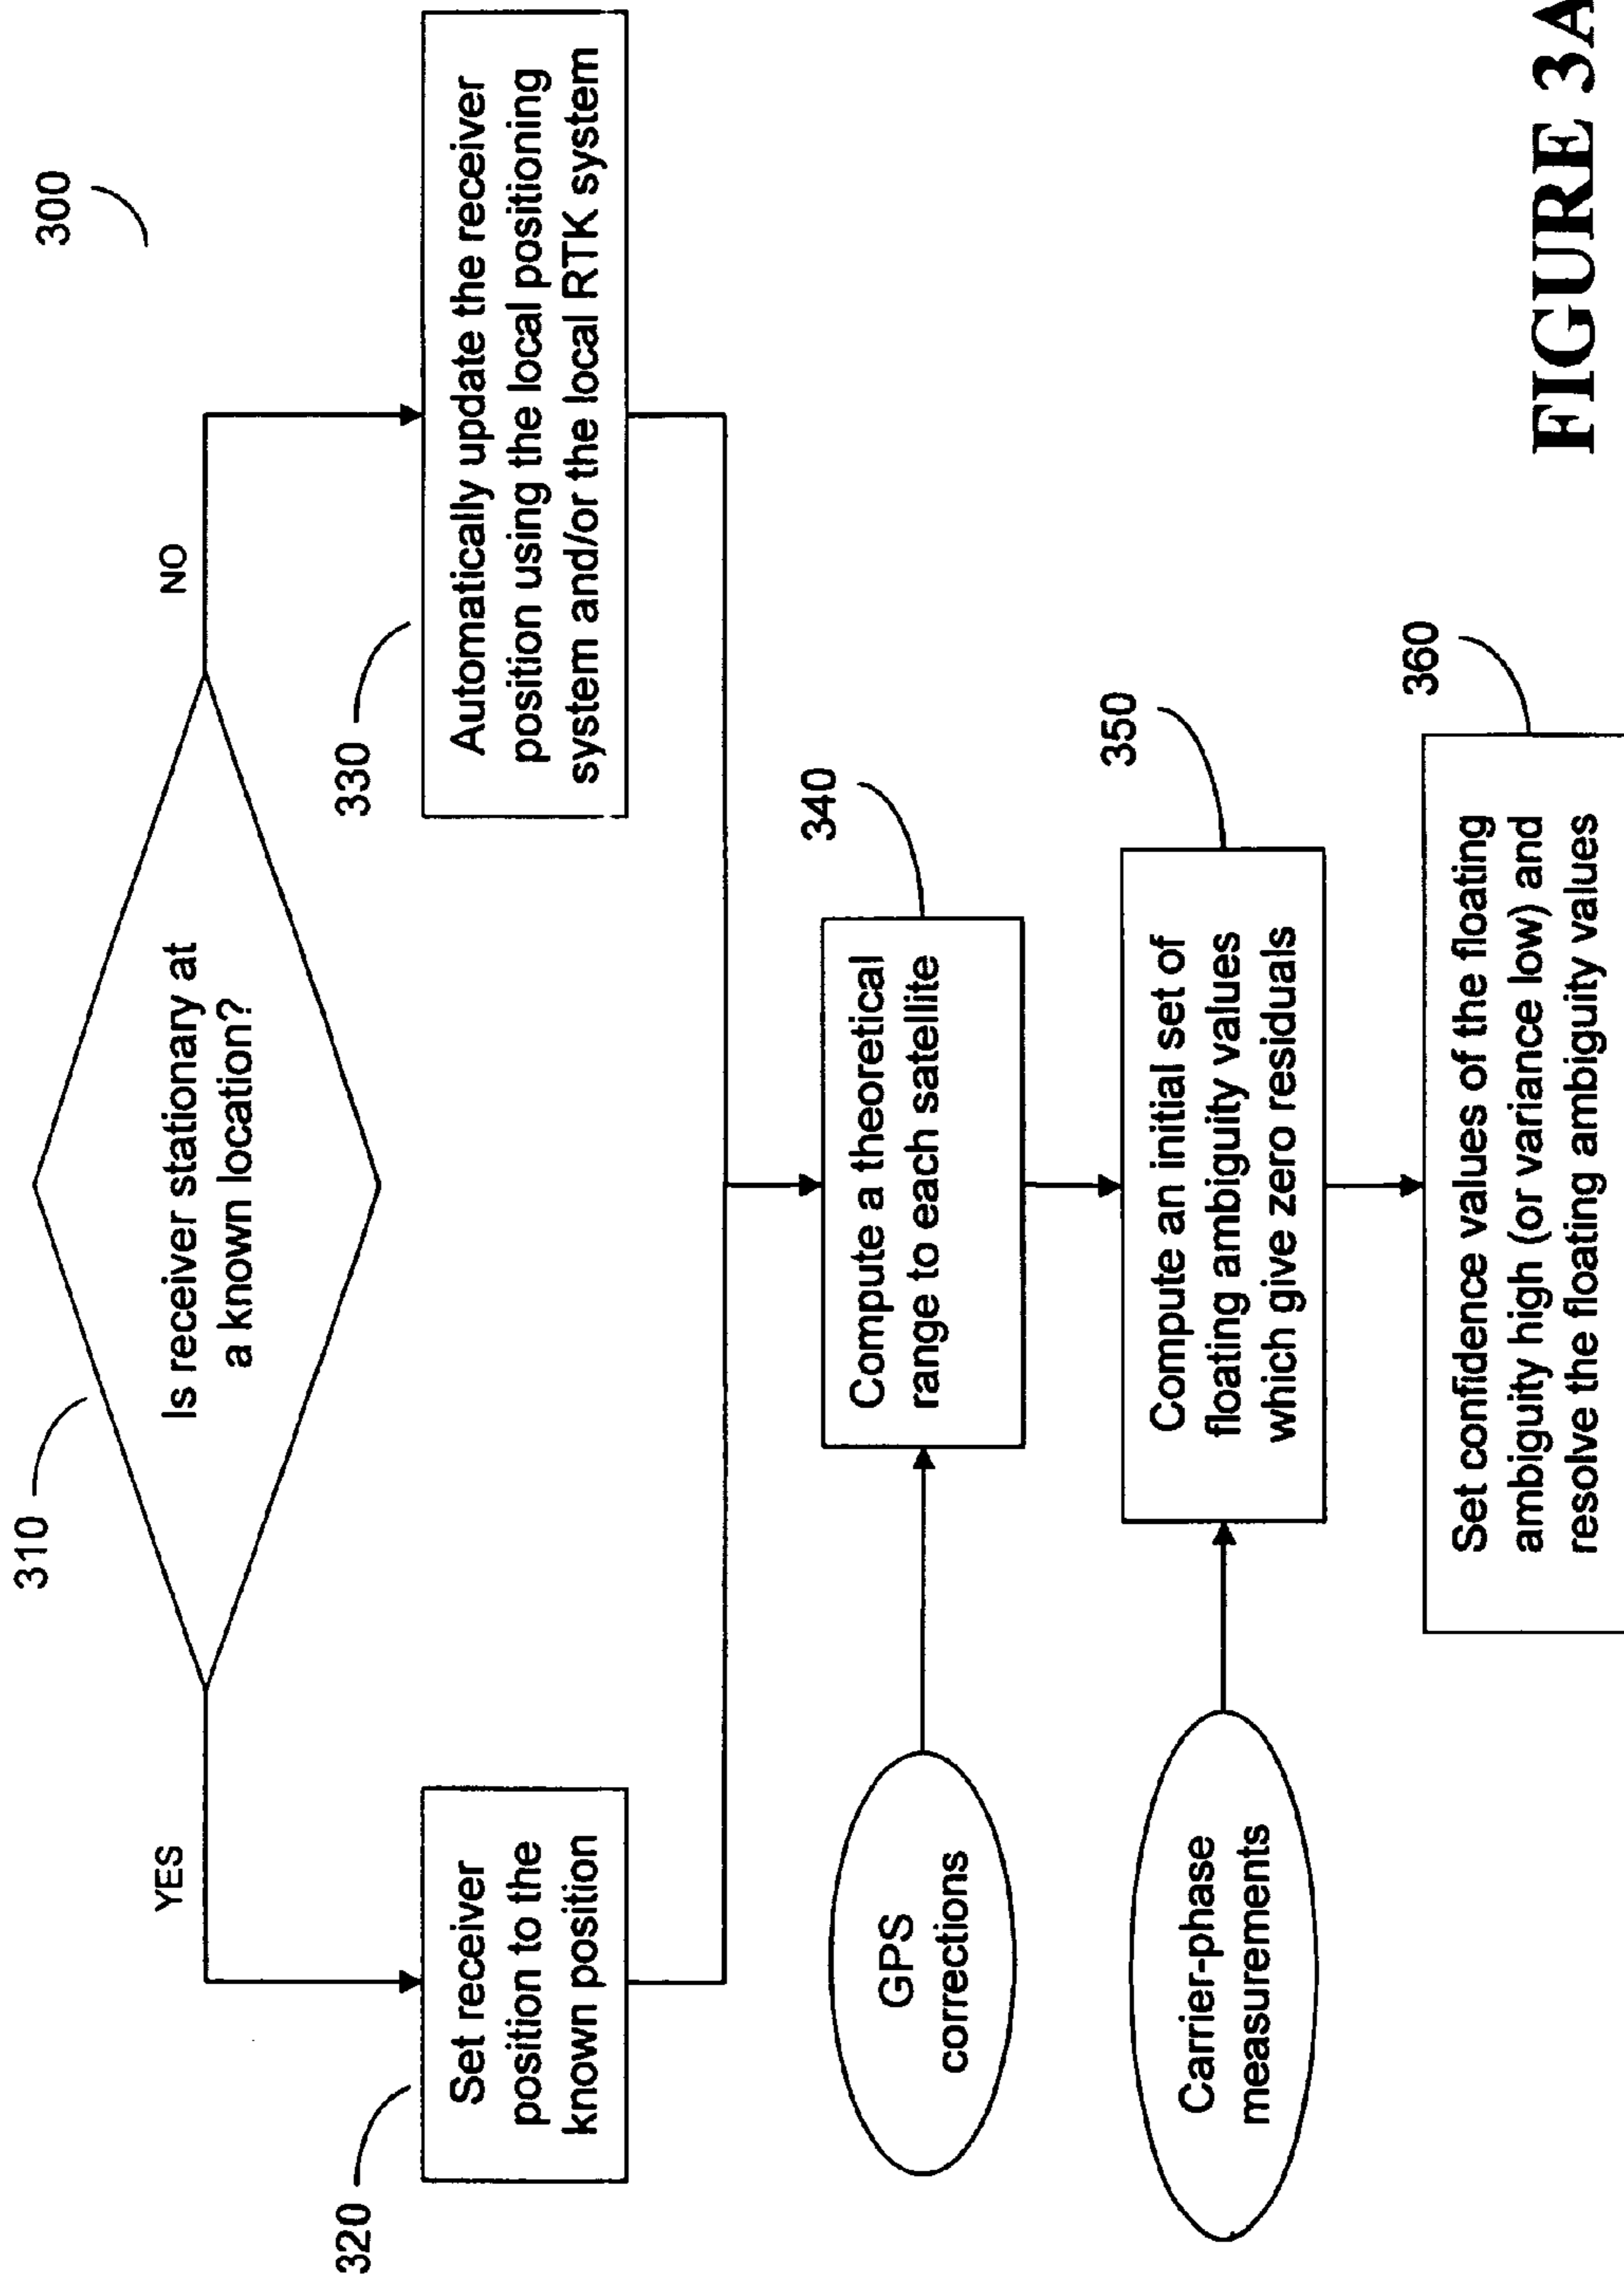 300
310
Is receiver stationary at
a known location?
YES
NO
320
Set receiver
position to the
known position
330
Automatically update the receiver
position using the local positioning
system and/or the local RTK system
340
GPS
corrections
Compute a theoretical
range to each satellite
350
Carrier-phase
measurements
Compute an initial set of
floating ambiguity values
which give zero residuals
360
Set confidence values of the floating
ambiguity high (or variance low) and
resolve the floating ambiguity values
FIGURE 3A